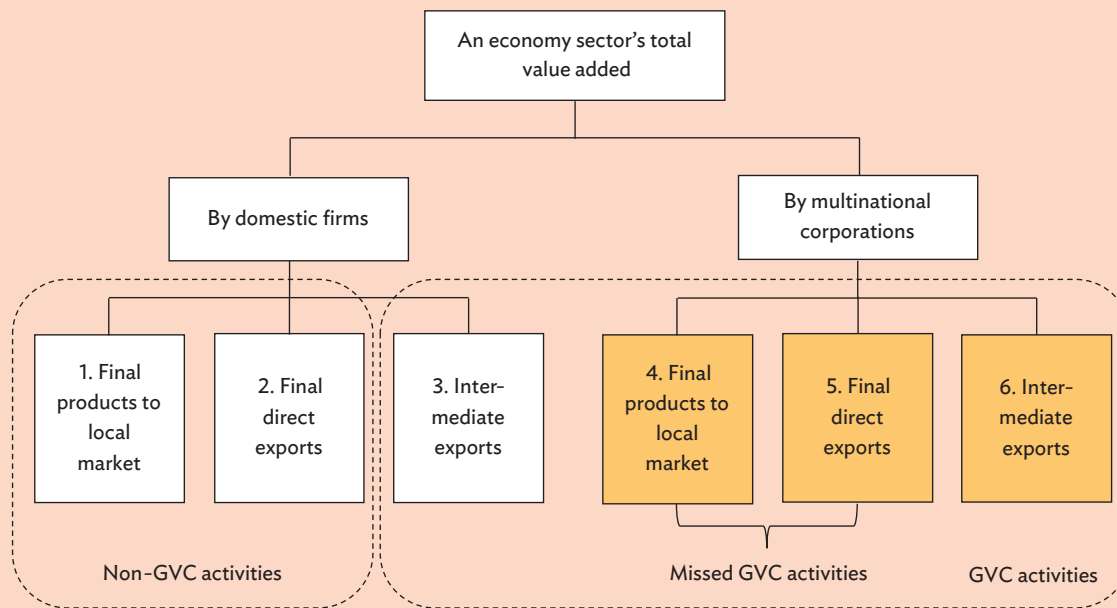 An economy sector's total
value added
By domestic firms
By multinational
corporations
1. Final
products to
local
market
2. Final
direct
exports
3. Inter-
mediate
exports
4. Final
products to
local
market
5. Final
direct
exports
6. Inter-
mediate
exports
Non-GVC activities
Missed GVC activities
GVC activities